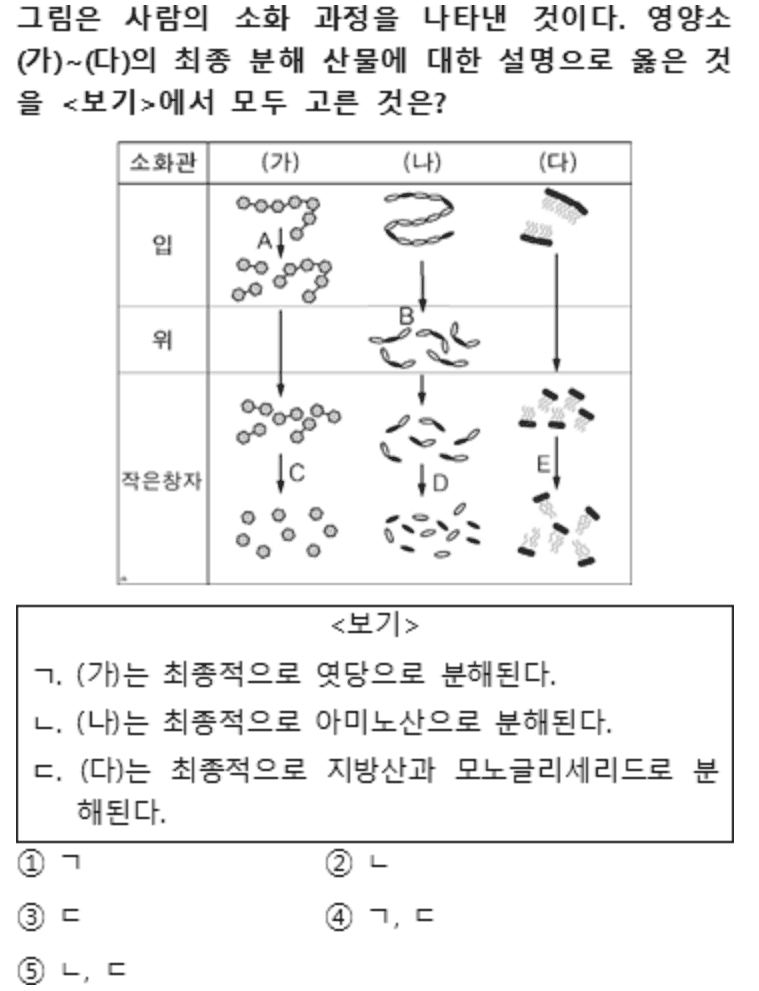 그림은 사람의 소화 과정을 나타낸 것이다. 영양소
(가)~(다)의 최종 분해 산물에 대한 설명으로 옳은 것
을 <보기>에서 모두 고른 것은?
소화관 (가) (나) (다)
입
A
B
위
작은창자
C
D
E
<보기>
ㄱ. (가)는 최종적으로 엿당으로 분해된다.
ㄴ. (나)는 최종적으로 아미노산으로 분해된다.
ㄷ. (다)는 최종적으로 지방산과 모노글리세리드로 분
해된다.
① ㄱ ② ㄴ
③ ㄷ ④ ㄱ, ㄷ
⑤ ㄴ, ㄷ